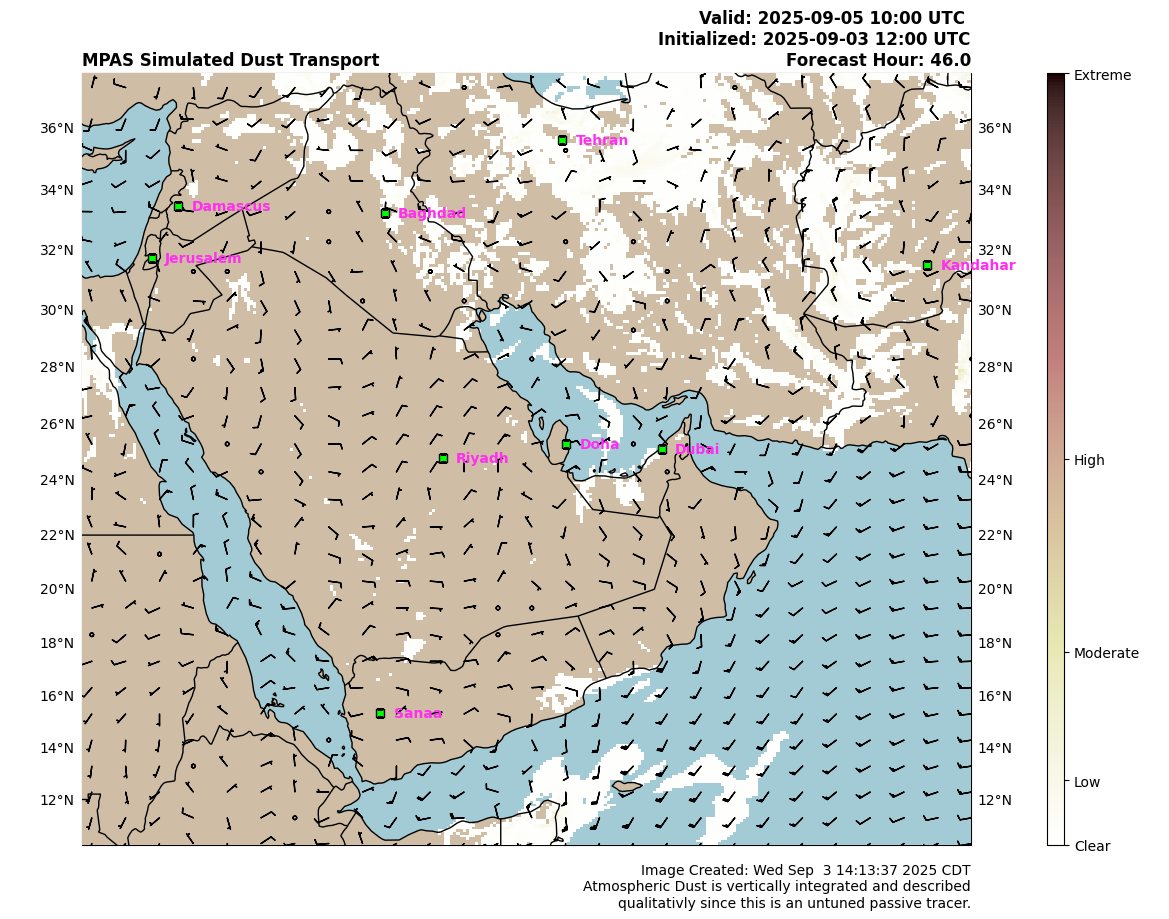 Valid: 2025-09-05 10:00 UTC
Initialized: 2025-09-03 12:00 UTC
MPAS Simulated Dust Transport Forecast Hour: 46.0
Extreme
36°N 36°N
Tehran
34°N 34°N
Damascus Baghdad
32°N 32°N
Jerusalem Kandahar
30°N 30°N
28°N 28°N
26°N 26°N
Doha Dubai
Riyadh High
24°N 24°N
22°N 22°N
20°N 20°N
18°N 18°N
Moderate
16°N 16°N
Sanaa
14°N 14°N
Low
12°N 12°N
Clear
Image Created: Wed Sep  3 14:13:37 2025 CDT
Atmospheric Dust is vertically integrated and described
qualitativly since this is an untuned passive tracer.